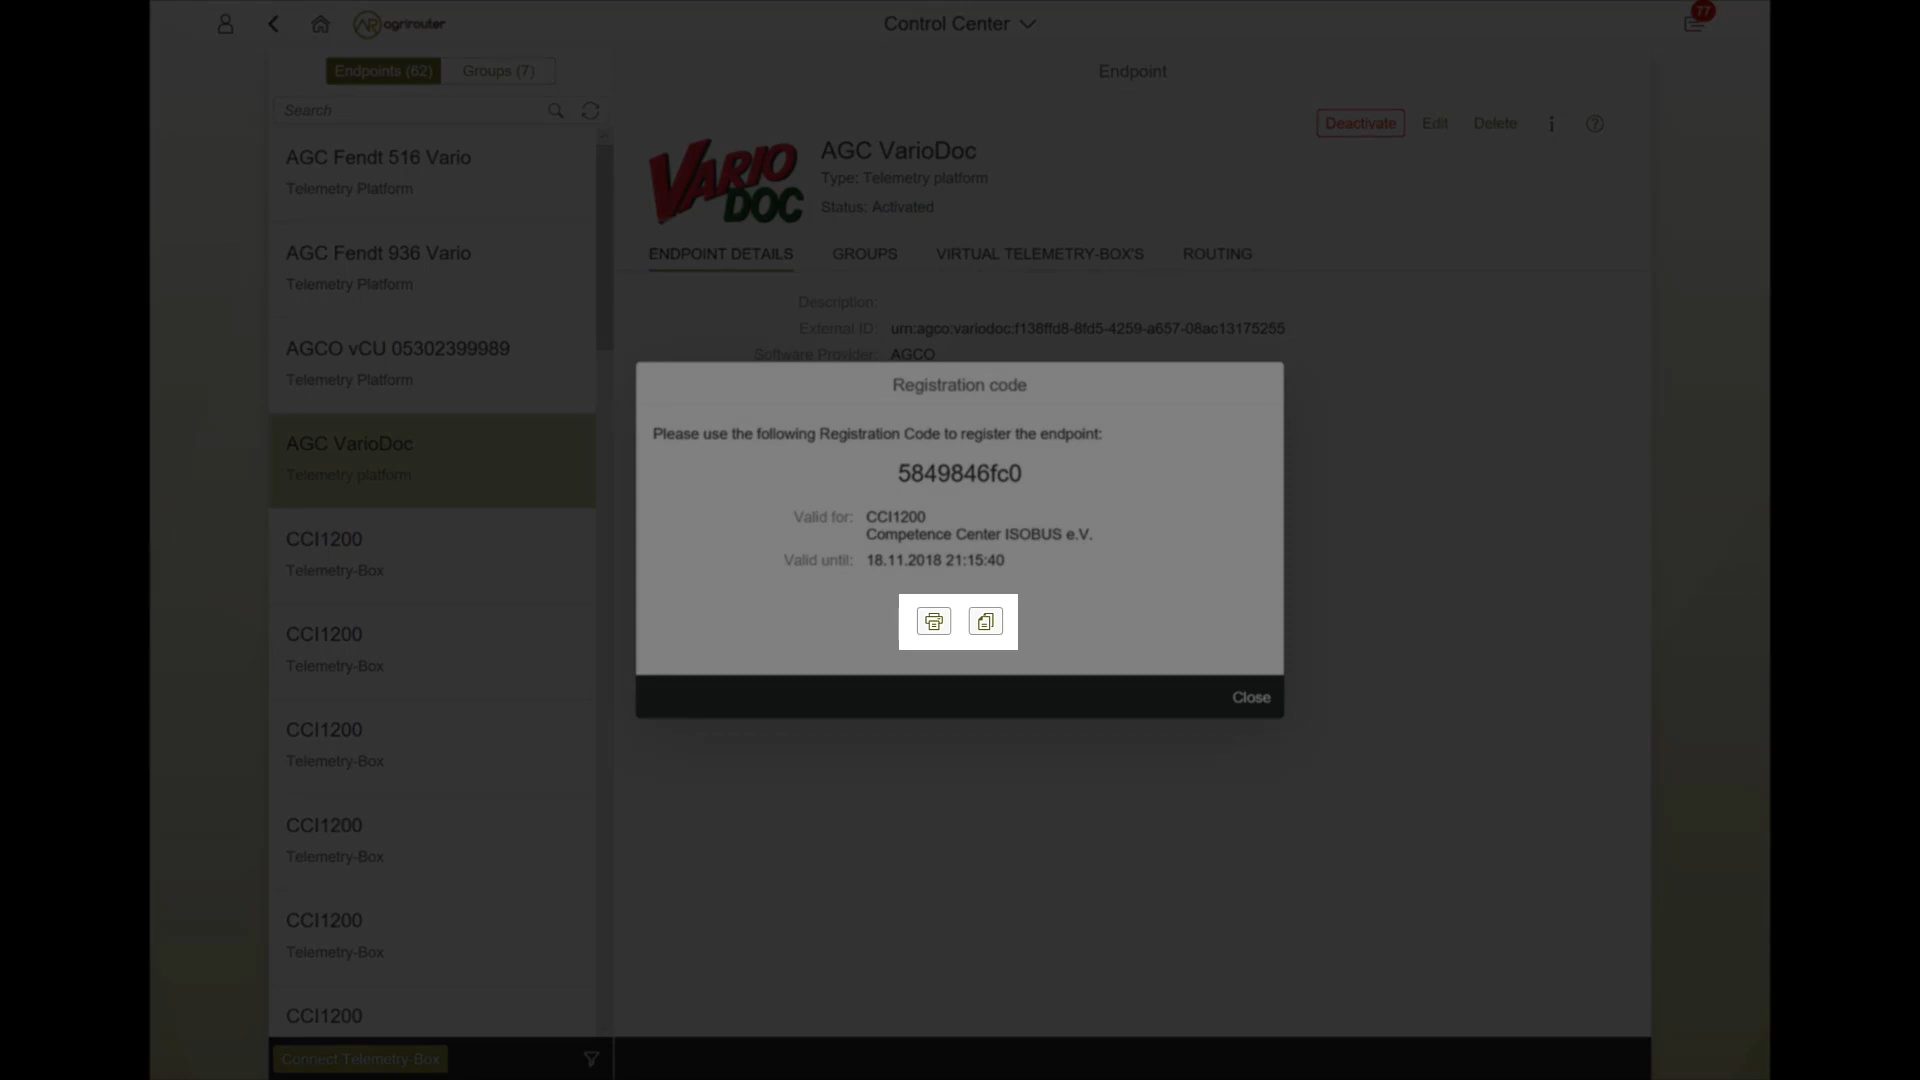 agrirouter
Control Center
77
Endpoints (62)
Groups (7)
Search
AGC Fendt 516 Vario
Telemetry Platform
AGC Fendt 936 Vario
Telemetry Platform
AGCO vCU 05302399989
Telemetry Platform
AGC VarioDoc
Telemetry platform
CCI1200
Telemetry-Box
CCI1200
Telemetry-Box
CCI1200
Telemetry-Box
CCI1200
Telemetry-Box
CCI1200
Telemetry-Box
CCI1200
Connect Telemetry-Box
Endpoint
Deactivate
Edit
Delete
VARIO
DOC
AGC VarioDoc
Type: Telemetry platform
Status: Activated
ENDPOINT DETAILS
GROUPS
VIRTUAL TELEMETRY-BOX'S
ROUTING
Description:
External ID: urn:agco:variodoc:f138ffd8-8fd5-4259-a657-08ac13175255
Software Provider: AGCO
Registration code
Please use the following Registration Code to register the endpoint:
5849846fc0
Valid for: CCI1200
Competence Center ISOBUS e.V.
Valid until: 18.11.2018 21:15:40
Close